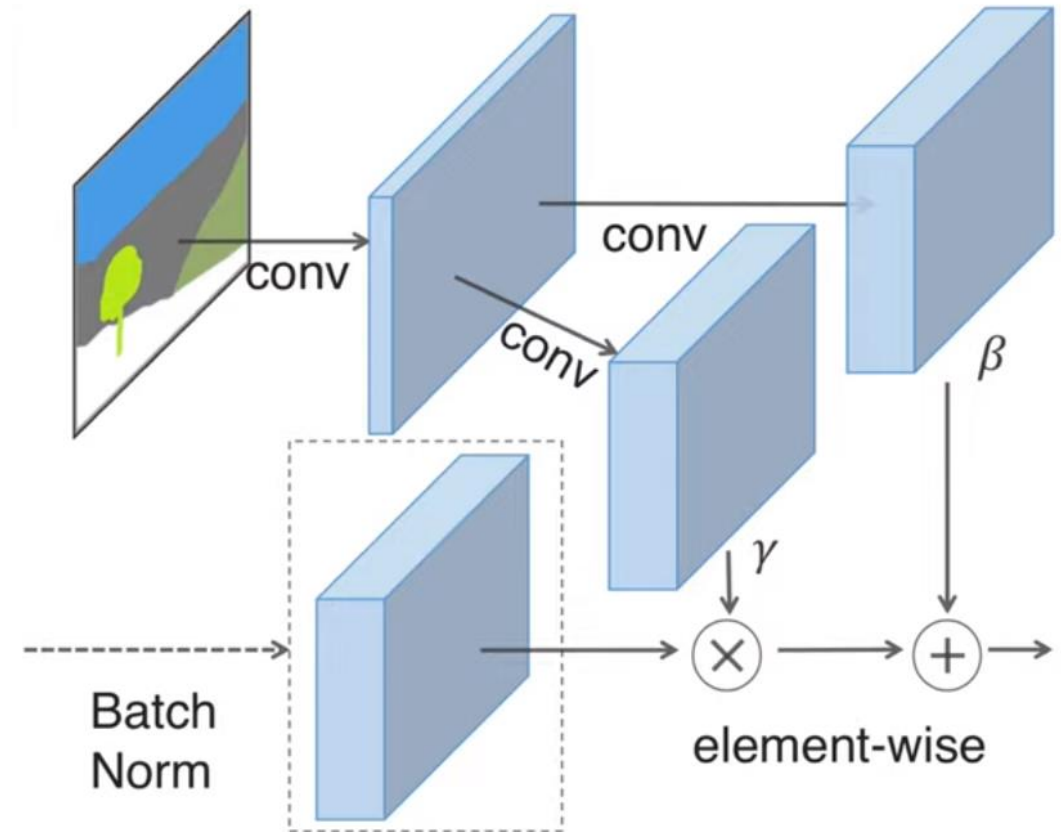 conv
conv
conv
β
γ
×
+
Batch
Norm
element-wise